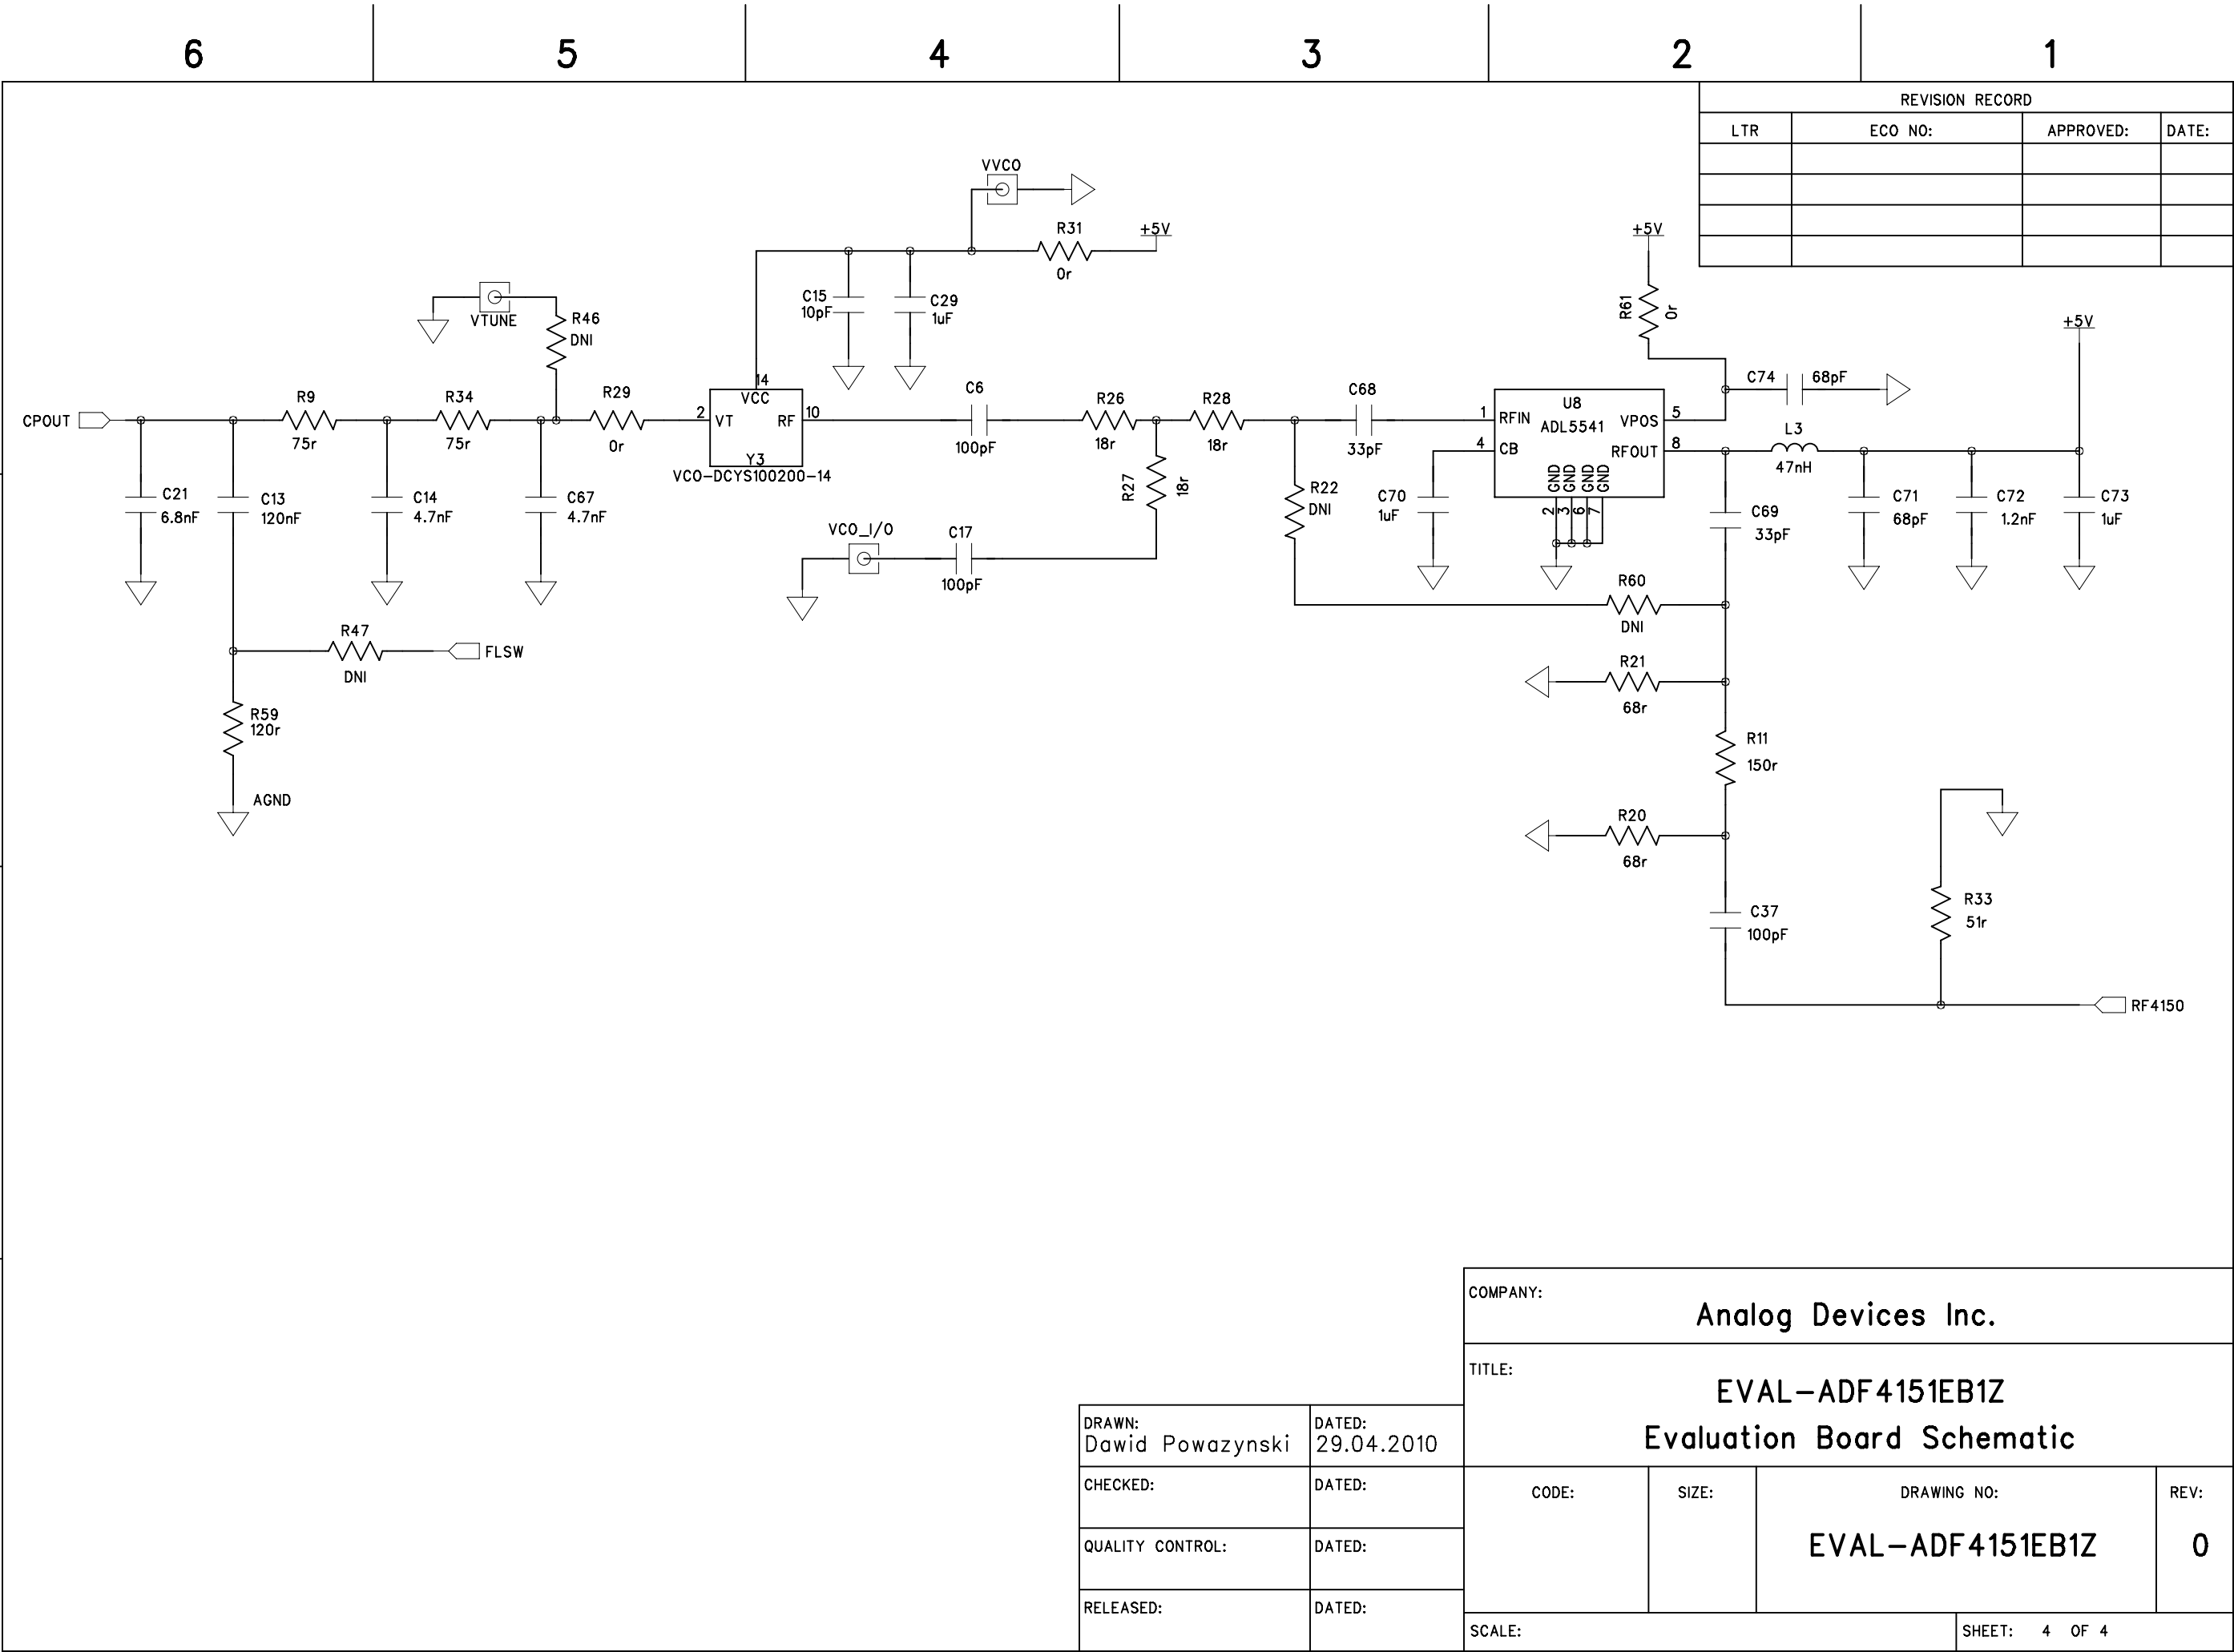 6 5 4 3 2 1
REVISION RECORD
LTR ECO NO: APPROVED: DATE:
VVCO
R31
0r
+5V
C15
10pF
C29
1uF
VTUNE
R46
DNI
+5V
R61
0r
+5V
CPOUT
R9
75r
R34
75r
R29
0r
2
VT
14
VCC
RF
10
Y3
VCO-DCYS100200-14
C6
100pF
R26
18r
R28
18r
C68
33pF
1
RFIN
4
CB
U8
ADL5541
VPOS
5
RFOUT
8
GND
GND
GND
GND
2
3
6
7
C74
68pF
L3
47nH
C21
6.8nF
C13
120nF
C14
4.7nF
C67
4.7nF
R27
18r
R22
DNI
C70
1uF
C69
33pF
C71
68pF
C72
1.2nF
C73
1uF
VCO_I/O
C17
100pF
R60
DNI
R47
DNI
FLSW
R21
68r
R59
120r
AGND
R11
150r
R20
68r
C37
100pF
R33
51r
RF4150
COMPANY:
Analog Devices Inc.
TITLE:
EVAL-ADF4151EB1Z
Evaluation Board Schematic
DRAWN:
Dawid Powazynski
DATED:
29.04.2010
CHECKED:
DATED:
QUALITY CONTROL:
DATED:
RELEASED:
DATED:
CODE:
SIZE:
DRAWING NO:
EVAL-ADF4151EB1Z
REV:
0
SCALE:
SHEET: 4 OF 4